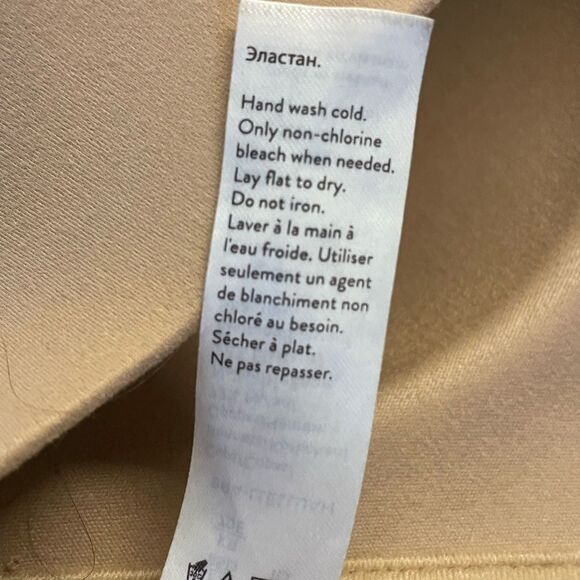 Эластан.
Hand wash cold.
Only non-chlorine
bleach when needed.
Lay flat to dry.
Do not iron.
Laver à la main à
l'eau froide. Utiliser
seulement un agent
de blanchiment non
chloré au besoin.
Sécher à plat.
Ne pas repasser.